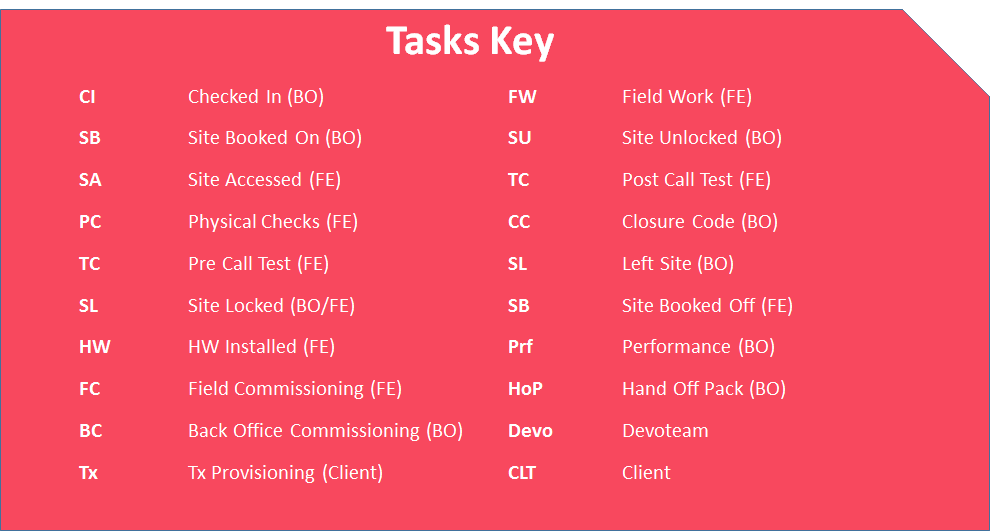 Tasks Key
CI Checked In (BO) FW Field Work (FE)
SB Site Booked On (BO) SU Site Unlocked (BO)
SA Site Accessed (FE) TC Post Call Test (FE)
PC Physical Checks (FE) CC Closure Code (BO)
TC Pre Call Test (FE) SL Left Site (BO)
SL Site Locked (BO/FE) SB Site Booked Off (FE)
HW HW Installed (FE) Prf Performance (BO)
FC Field Commissioning (FE) HoP Hand Off Pack (BO)
BC Back Office Commissioning (BO) Devo Devoteam
Tx Tx Provisioning (Client) CLT Client